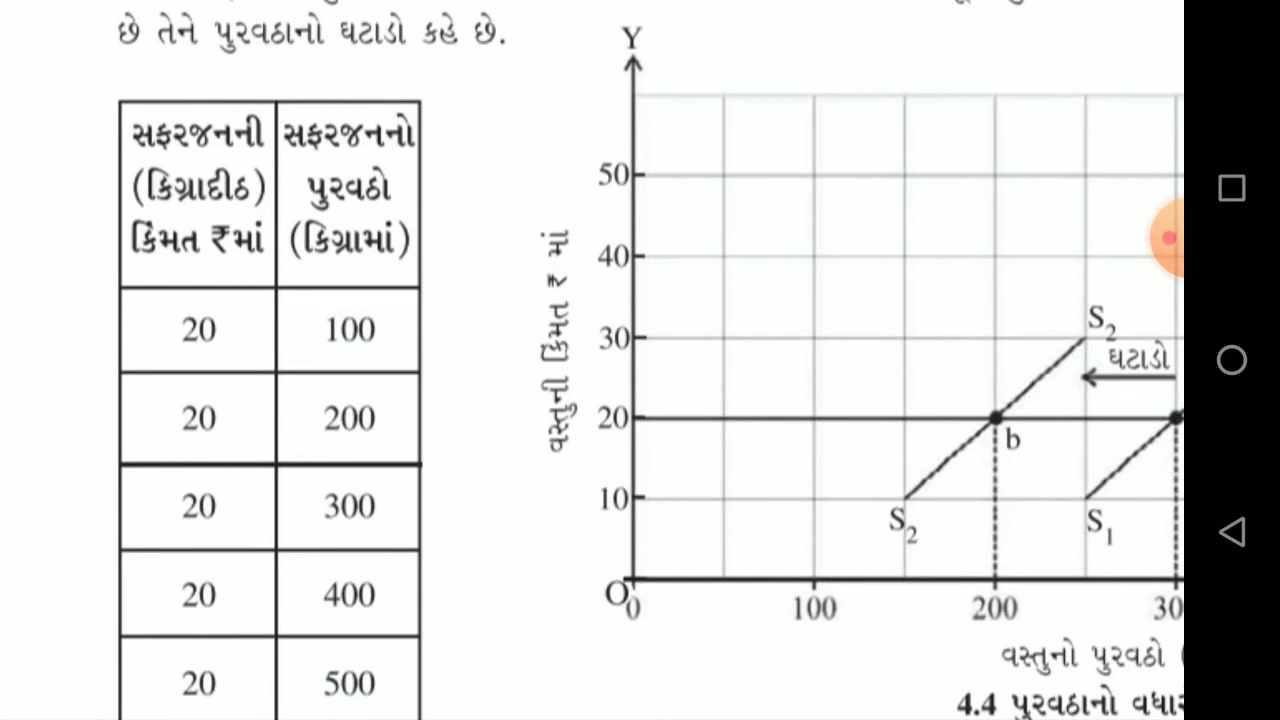 છે તેને પુરવઠાનો ઘટાડો કહે છે.
સફરજનની (કિગ્રાદીઠ) કિંમત ₹માં
સફરજનનો પુરવઠો (કિગ્રામાં)
20 100
20 200
20 300
20 400
20 500
Y
વસ્તુની કિંમત ₹ માં
50
40
30
20
10
O
0
100
200
S2
ઘટાડો
b
S2
S1
વસ્તુનો પુરવઠો
4.4 પુરવઠાનો